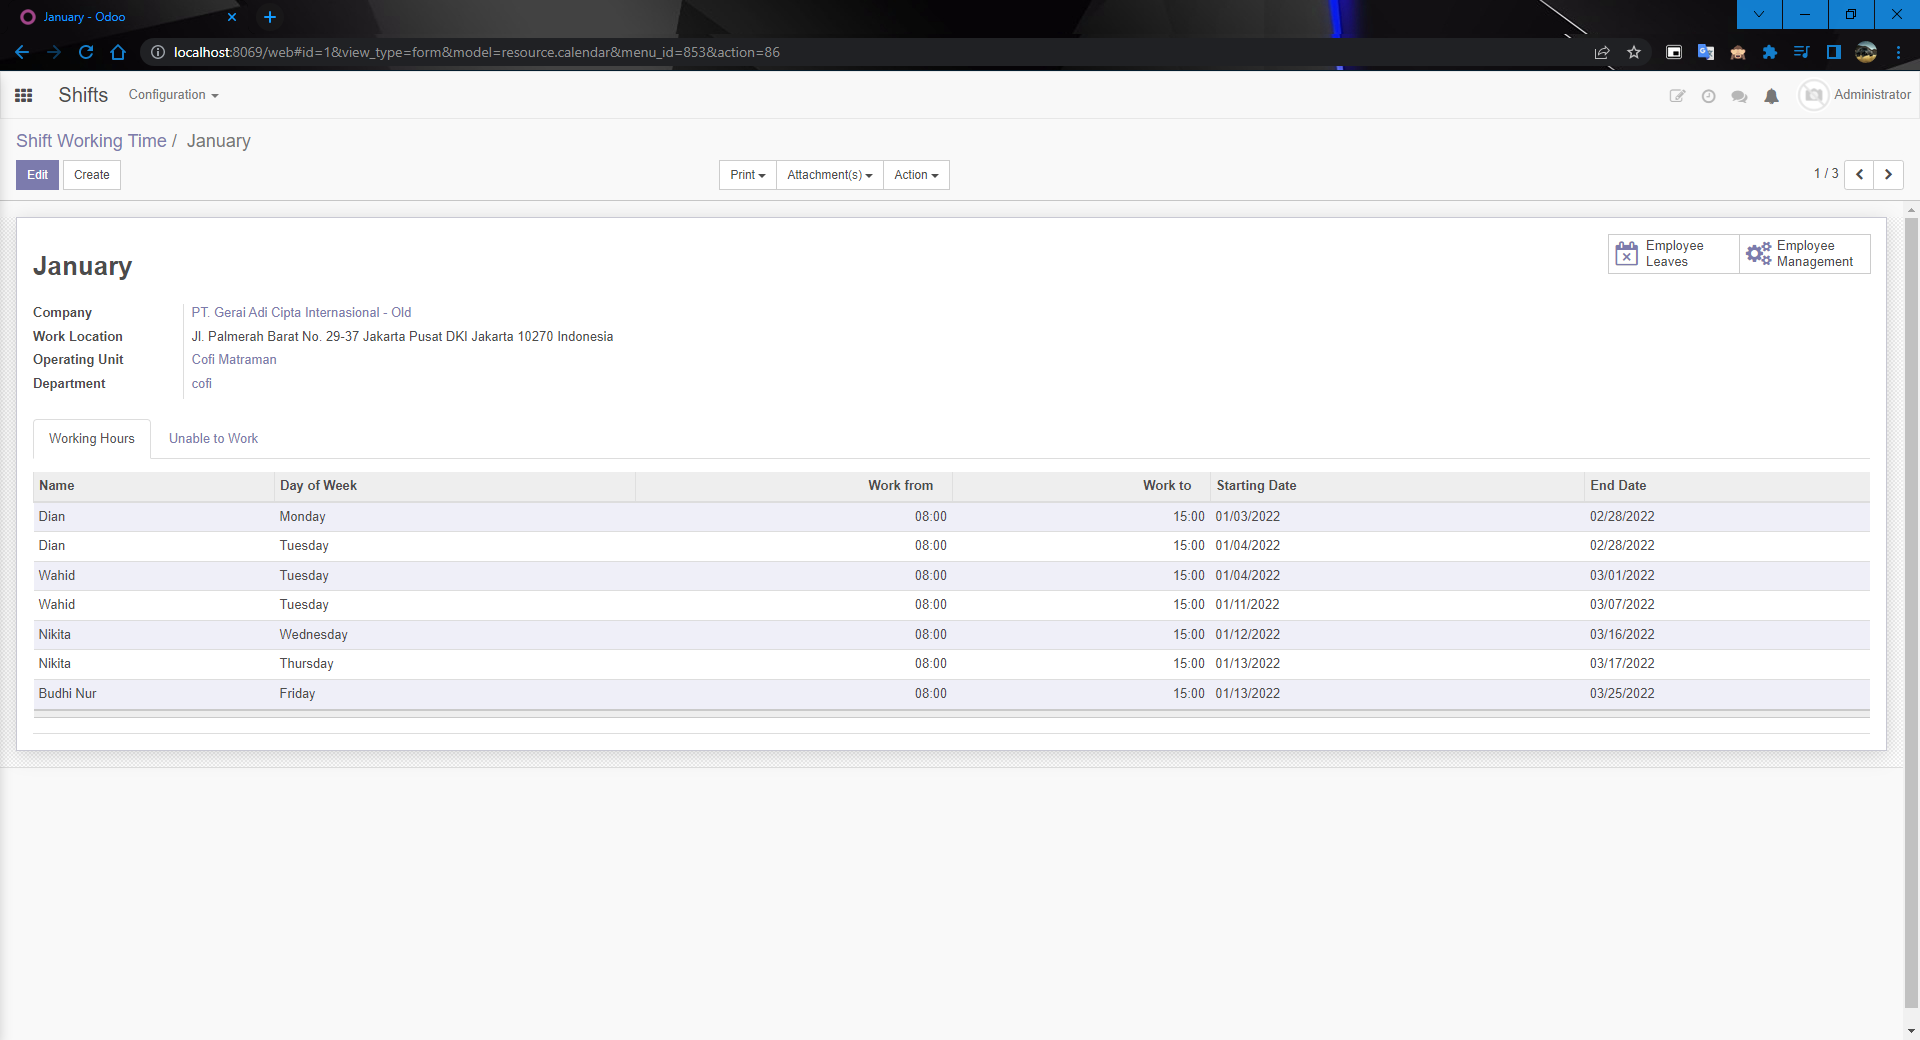 January - Odoo
localhost:8069/web#id=1&view_type=form&model=resource.calendar&menu_id=853&action=86
Shifts Configuration Administrator
Shift Working Time / January
Edit Create Print Attachment(s) Action 1 / 3
Employee Leaves Employee Management
January
Company PT. Gerai Adi Cipta Internasional - Old
Work Location Jl. Palmerah Barat No. 29-37 Jakarta Pusat DKI Jakarta 10270 Indonesia
Operating Unit Cofi Matraman
Department cofi
Working Hours Unable to Work
Name Day of Week Work from Work to Starting Date End Date
Dian Monday 08:00 15:00 01/03/2022 02/28/2022
Dian Tuesday 08:00 15:00 01/04/2022 02/28/2022
Wahid Tuesday 08:00 15:00 01/04/2022 03/01/2022
Wahid Tuesday 08:00 15:00 01/11/2022 03/07/2022
Nikita Wednesday 08:00 15:00 01/12/2022 03/16/2022
Nikita Thursday 08:00 15:00 01/13/2022 03/17/2022
Budhi Nur Friday 08:00 15:00 01/13/2022 03/25/2022